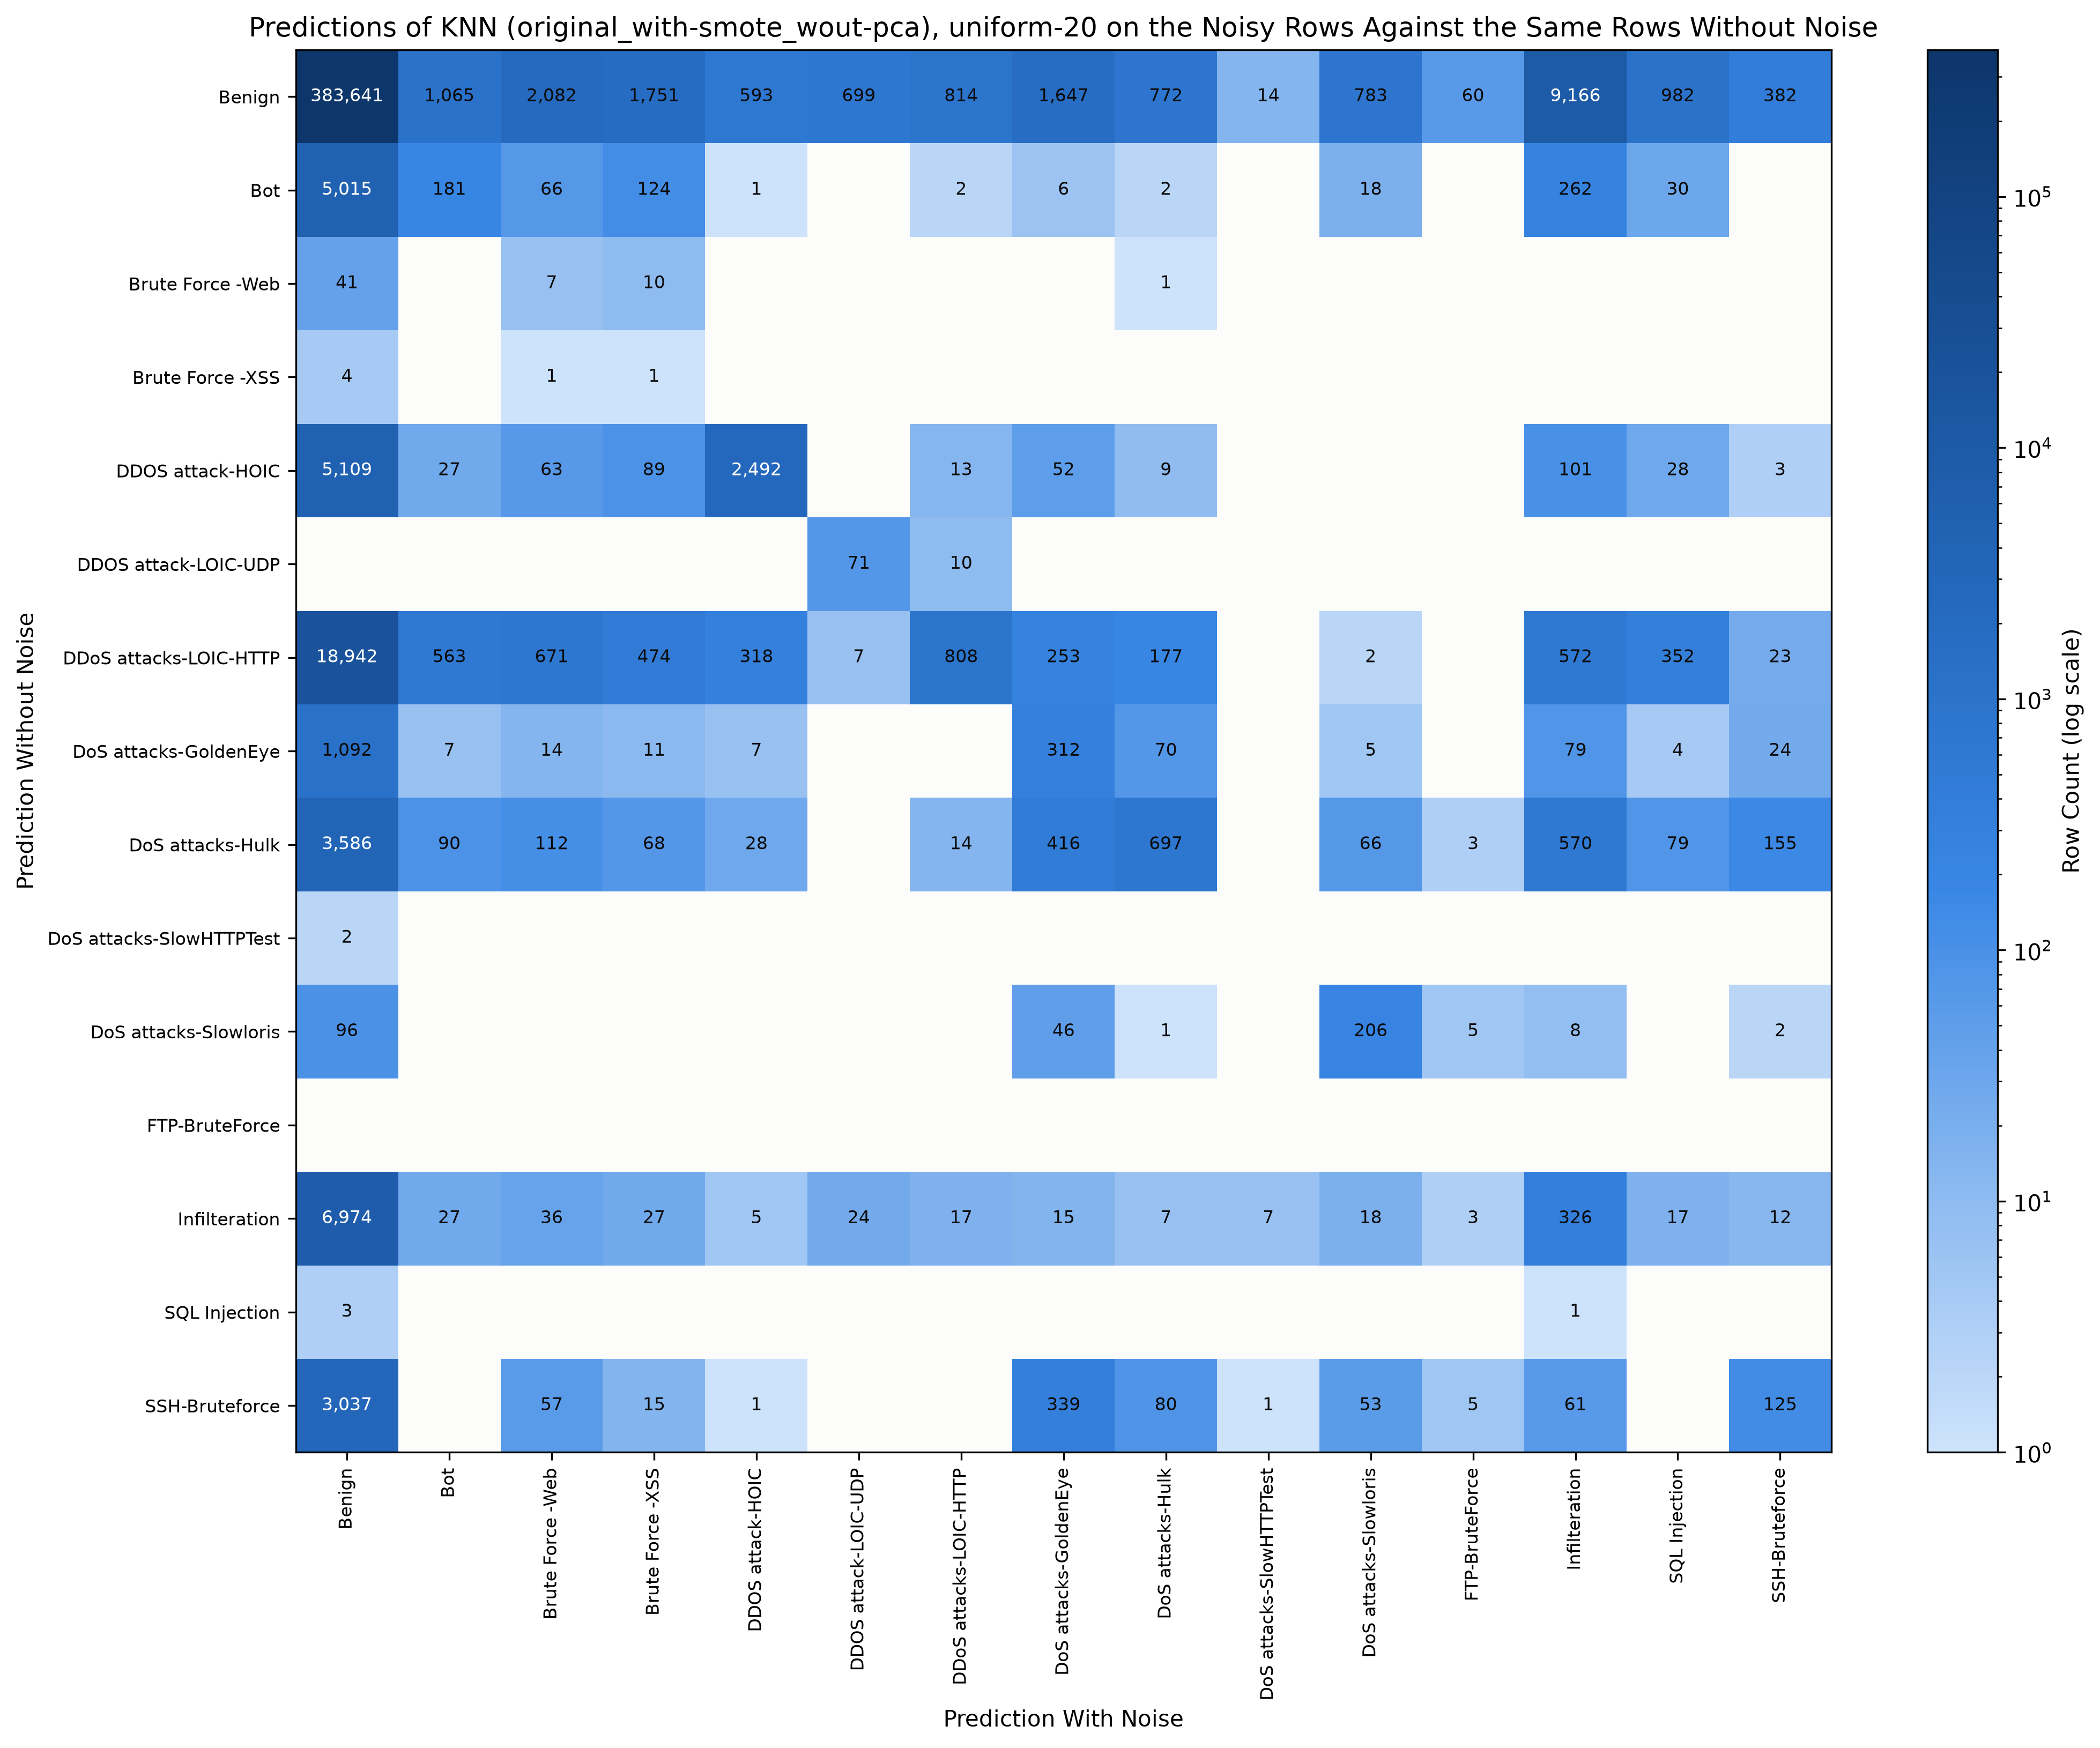 Predictions of KNN (original_with-smote_wout-pca), uniform-20 on the Noisy Rows Against the Same Rows Without Noise
Prediction Without Noise
Benign 383,641 1,065 2,082 1,751 593 699 814 1,647 772 14 783 60 9,166 982 382
Bot 5,015 181 66 124 1 2 6 2 18 262 30
Brute Force -Web 41 7 10 1
Brute Force -XSS 4 1 1
DDOS attack-HOIC 5,109 27 63 89 2,492 13 52 9 101 28 3
DDOS attack-LOIC-UDP 71 10
DDoS attacks-LOIC-HTTP 18,942 563 671 474 318 7 808 253 177 2 572 352 23
DoS attacks-GoldenEye 1,092 7 14 11 7 312 70 5 79 4 24
DoS attacks-Hulk 3,586 90 112 68 28 14 416 697 66 3 570 79 155
DoS attacks-SlowHTTPTest 2
DoS attacks-Slowloris 96 46 1 206 5 8 2
FTP-BruteForce
Infilteration 6,974 27 36 27 5 24 17 15 7 7 18 3 326 17 12
SQL Injection 3 1
SSH-Bruteforce 3,037 57 15 1 339 80 1 53 5 61 125
Benign
Bot
Brute Force -Web
Brute Force -XSS
DDOS attack-HOIC
DDOS attack-LOIC-UDP
DDoS attacks-LOIC-HTTP
DoS attacks-GoldenEye
DoS attacks-Hulk
DoS attacks-SlowHTTPTest
DoS attacks-Slowloris
FTP-BruteForce
Infilteration
SQL Injection
SSH-Bruteforce
Prediction With Noise
10⁵
10⁴
10³
10²
10¹
10⁰
Row Count (log scale)